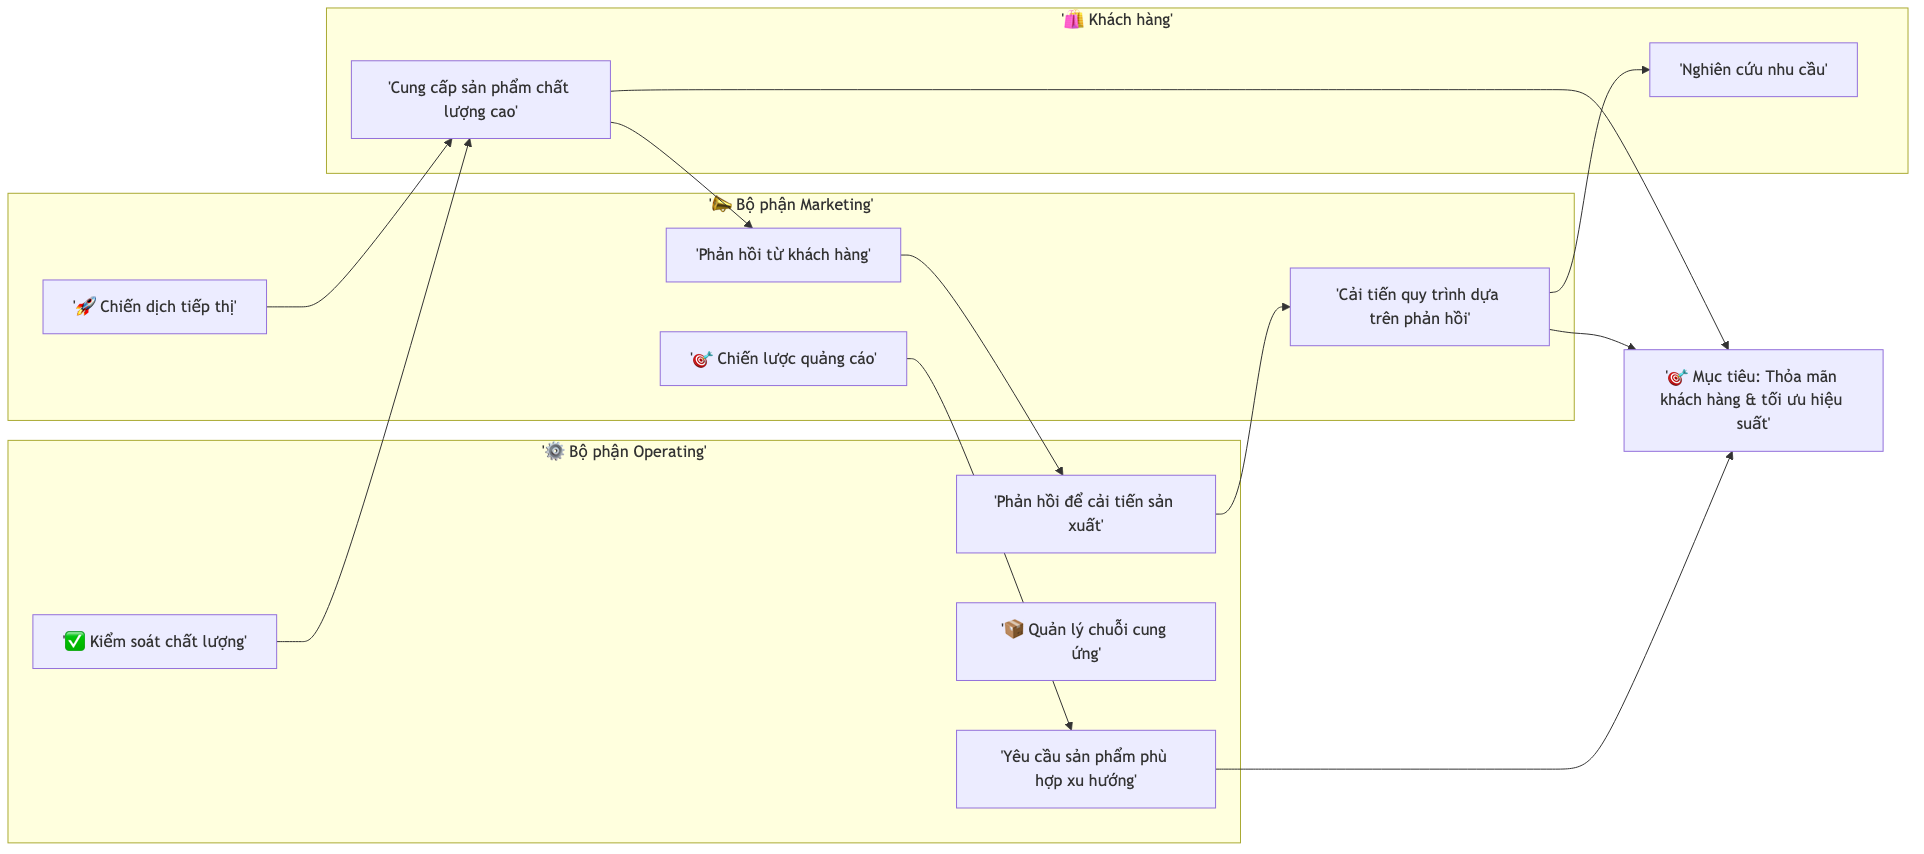 '🛍️ Khách hàng'
'Cung cấp sản phẩm chất
lượng cao'
'Nghiên cứu nhu cầu'
'📣 Bộ phận Marketing'
'Phản hồi từ khách hàng'
'🚀 Chiến dịch tiếp thị'
'🎯 Chiến lược quảng cáo'
'Cải tiến quy trình dựa
trên phản hồi'
'🎯 Mục tiêu: Thỏa mãn
khách hàng & tối ưu hiệu
suất'
'⚙️ Bộ phận Operating'
'Phản hồi để cải tiến sản
xuất'
'✅ Kiểm soát chất lượng'
'📦 Quản lý chuỗi cung
ứng'
'Yêu cầu sản phẩm phù
hợp xu hướng'